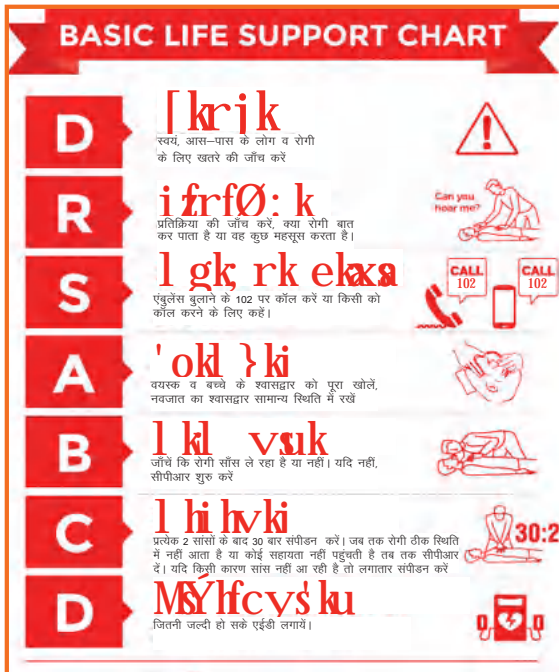 BASIC LIFE SUPPORT CHART
D
[krjk
स्वयं, आस–पास के लोग व रोगी
के लिए खतरे की जाँच करें
R
izfrfØ;k
प्रतिक्रिया की जाँच करें, क्या रोगी बात
कर पाता है या वह कुछ महसूस करता है।
Can you
hear me?
S
lgk;rk ekaxsa
एंबुलेंस बुलाने के 102 पर कॉल करें या किसी को
कॉल करने के लिए कहें।
CALL
102
CALL
102
A
'okl }kj
वयस्क व बच्चे के श्वासद्वार को पूरा खोलें,
नवजात का श्वासद्वार सामान्य स्थिति में रखें
B
जाँचें कि रोगी साँस ले रहा है या नहीं। यदि नहीं,
सीपीआर शुरु करें
C
प्रत्येक 2 सांसों के बाद 30 बार संपीडन करें। जब तक रोगी ठीक स्थिति
में नहीं आता है या कोई सहायता नहीं पहुंचती है तब तक सीपीआर
दें। यदि किसी कारण सांस नहीं आ रही है तो लगातार संपीडन करें
30:2
D
जितनी जल्दी हो सके एईडी लगायें।